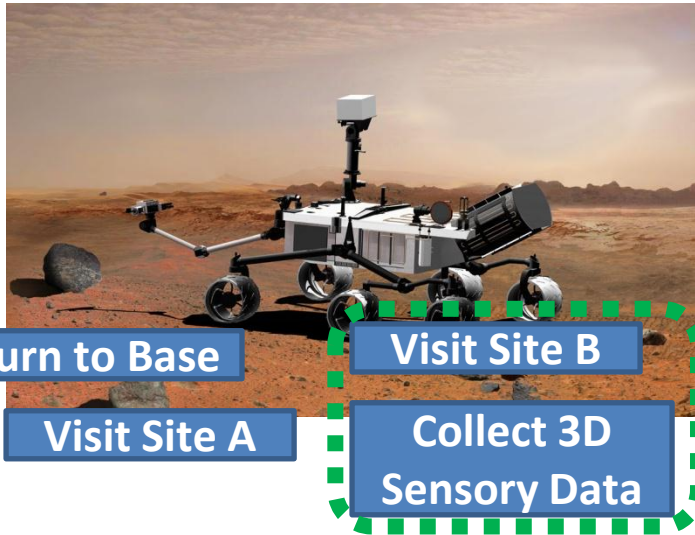 urn to Base
Visit Site B
Visit Site A
Collect 3D
Sensory Data